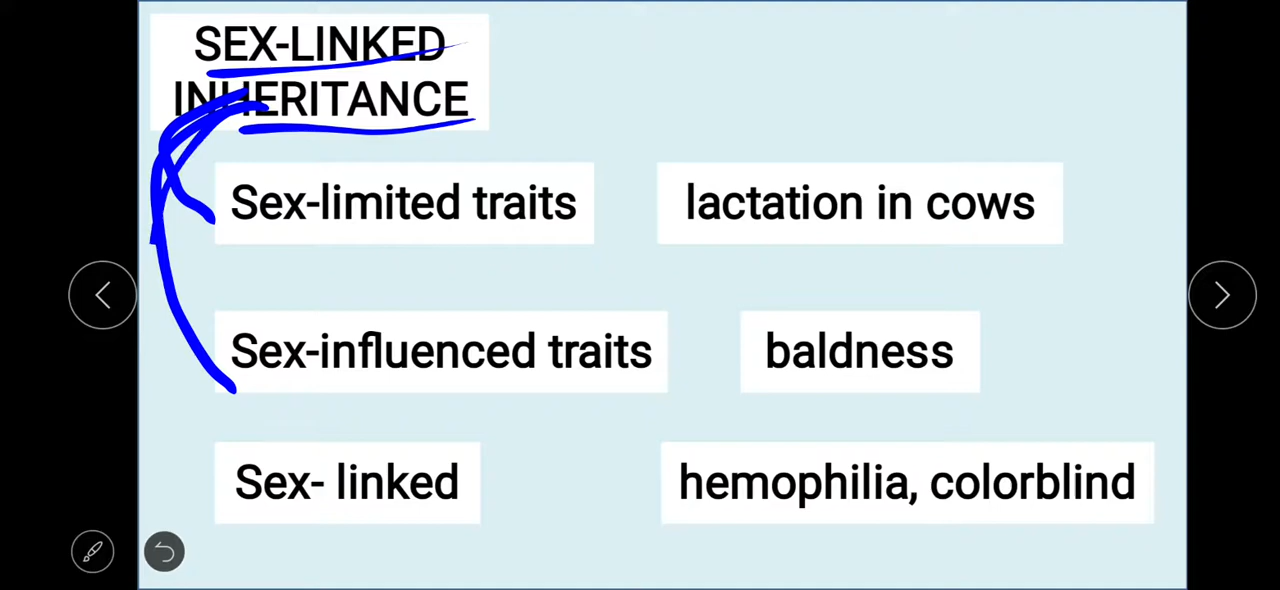 SEX-LINKED
INHERITANCE
Sex-limited traits
lactation in cows
Sex-influenced traits
baldness
Sex- linked
hemophilia, colorblind